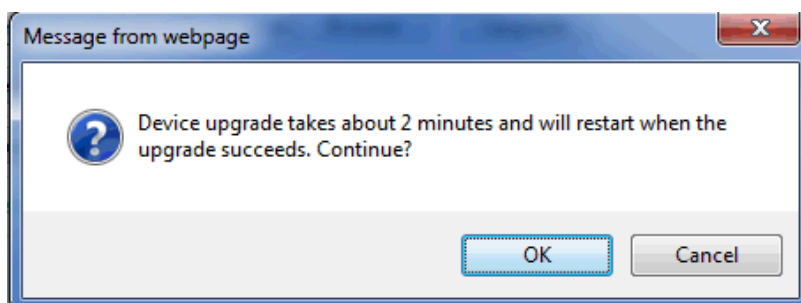 Message from webpage
Device upgrade takes about 2 minutes and will restart when the
upgrade succeeds. Continue?
OK
Cancel